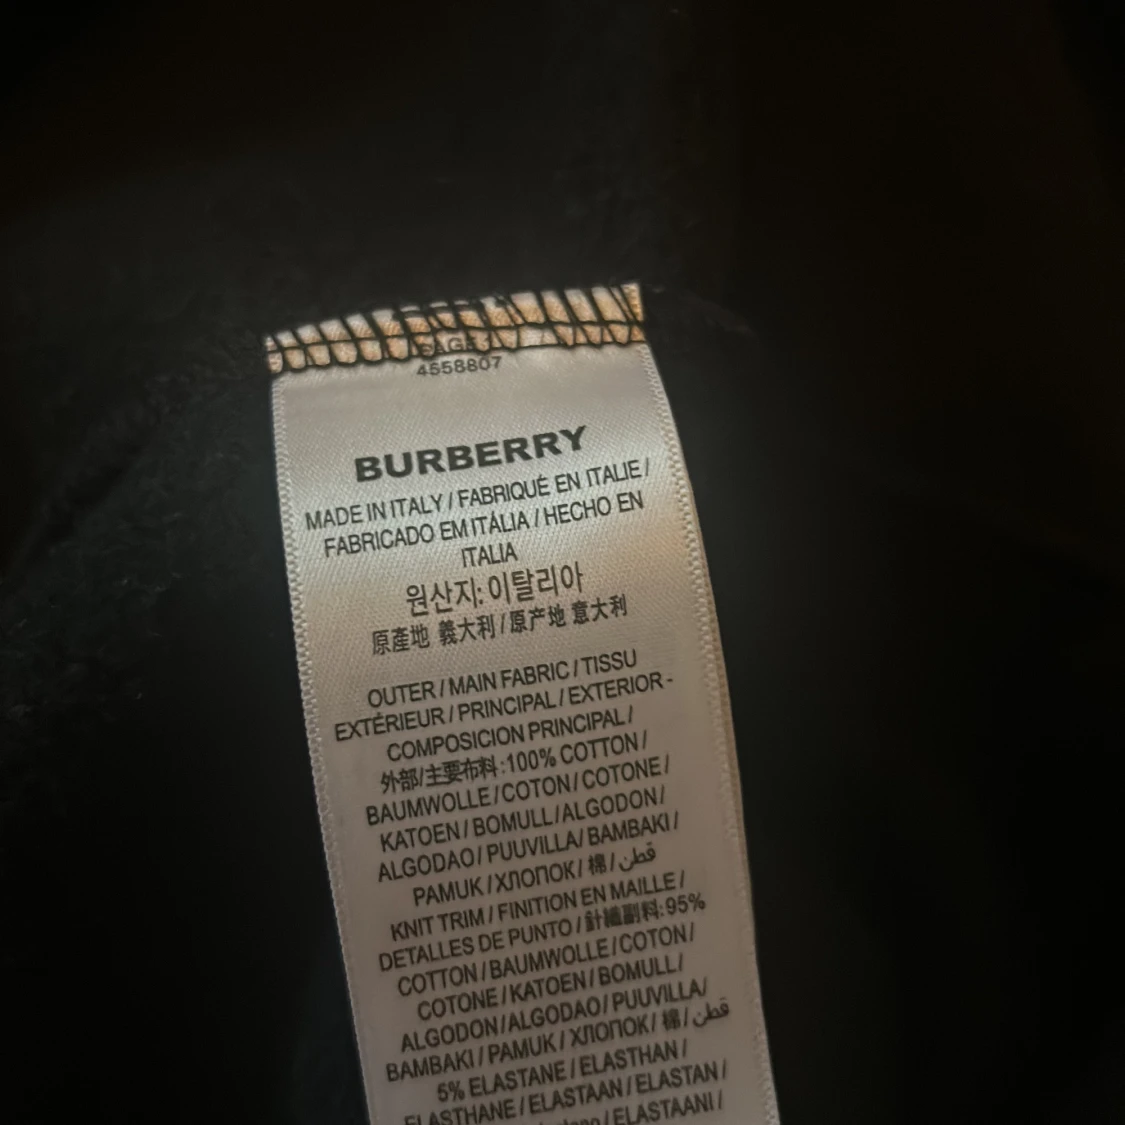 PAGE 1
4558807
BURBERRY
MADE IN ITALY / FABRIQUÉ EN ITALIE /
FABRICADO EM ITÁLIA / HECHO EN
ITALIA
원산지: 이탈리아
原產地 義大利 / 原产地 意大利
OUTER / MAIN FABRIC / TISSU
EXTÉRIEUR / PRINCIPAL / EXTERIOR -
COMPOSICION PRINCIPAL /
外部/主要布料:100% COTTON /
BAUMWOLLE / COTON / COTONE /
KATOEN / BOMULL / ALGODON /
ALGODAO / PUUVILLA / BAMBAKI /
PAMUK / ХЛОПОК / 棉 / قطن
KNIT TRIM / FINITION EN MAILLE /
DETALLES DE PUNTO / 針織副料: 95%
COTTON / BAUMWOLLE / COTON /
COTONE / KATOEN / BOMULL /
ALGODON / ALGODAO / PUUVILLA /
BAMBAKI / PAMUK / ХЛОПОК / 棉 / قطن
5% ELASTANE / ELASTHAN /
ELASTHANE / ELASTAAN / ELASTAN /
/ ELASTAANI /